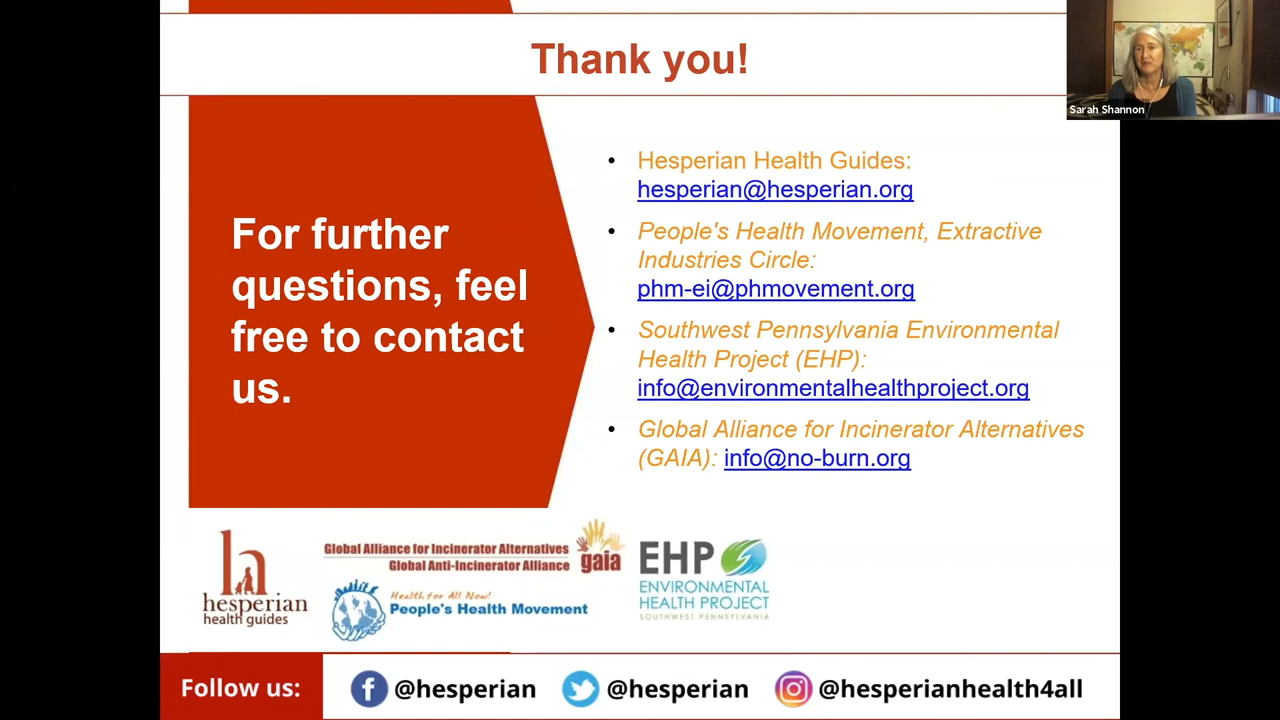 Thank you!
Sarah Shannon
For further
questions, feel
free to contact
us.
• Hesperian Health Guides:
hesperian@hesperian.org
• People's Health Movement, Extractive
Industries Circle:
phm-ei@phmovement.org
• Southwest Pennsylvania Environmental
Health Project (EHP):
info@environmentalhealthproject.org
• Global Alliance for Incinerator Alternatives
(GAIA): info@no-burn.org
hesperian
health guides
Global Alliance for Incinerator Alternatives
Global Anti-Incinerator Alliance
gaia
Health for All Now!
People's Health Movement
EHP
ENVIRONMENTAL
HEALTH PROJECT
SOUTHWEST PENNSYLVANIA
Follow us: @hesperian @hesperian @hesperianhealth4all